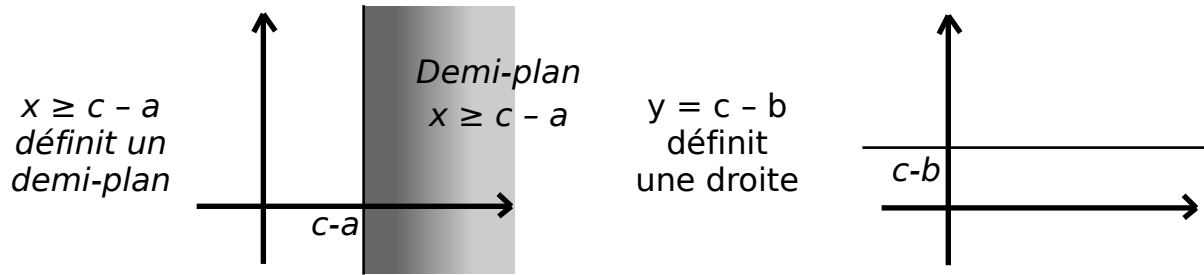 x ≥ c – a
définit un
demi-plan
c-a
Demi-plan
x ≥ c – a
y = c – b
définit
une droite
c-b